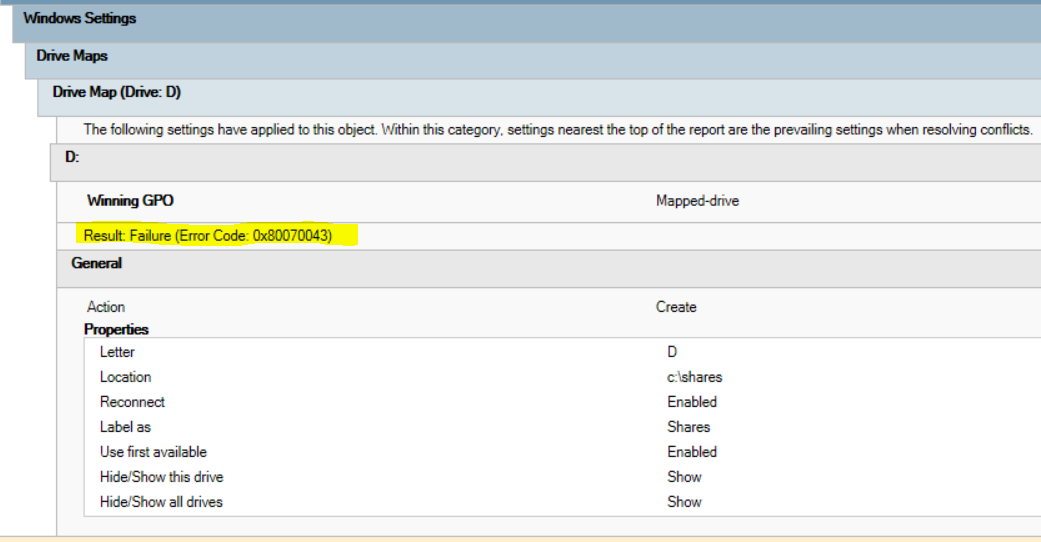 Windows Settings
Drive Maps
Drive Map (Drive: D)
The following settings have applied to this object. Within this category, settings nearest the top of the report are the prevailing settings when resolving conflicts.
D:
Winning GPO Mapped-drive
Result: Failure (Error Code: 0x80070043)
General
Action Create
Properties
Letter D
Location c:\shares
Reconnect Enabled
Label as Shares
Use first available Enabled
Hide/Show this drive Show
Hide/Show all drives Show